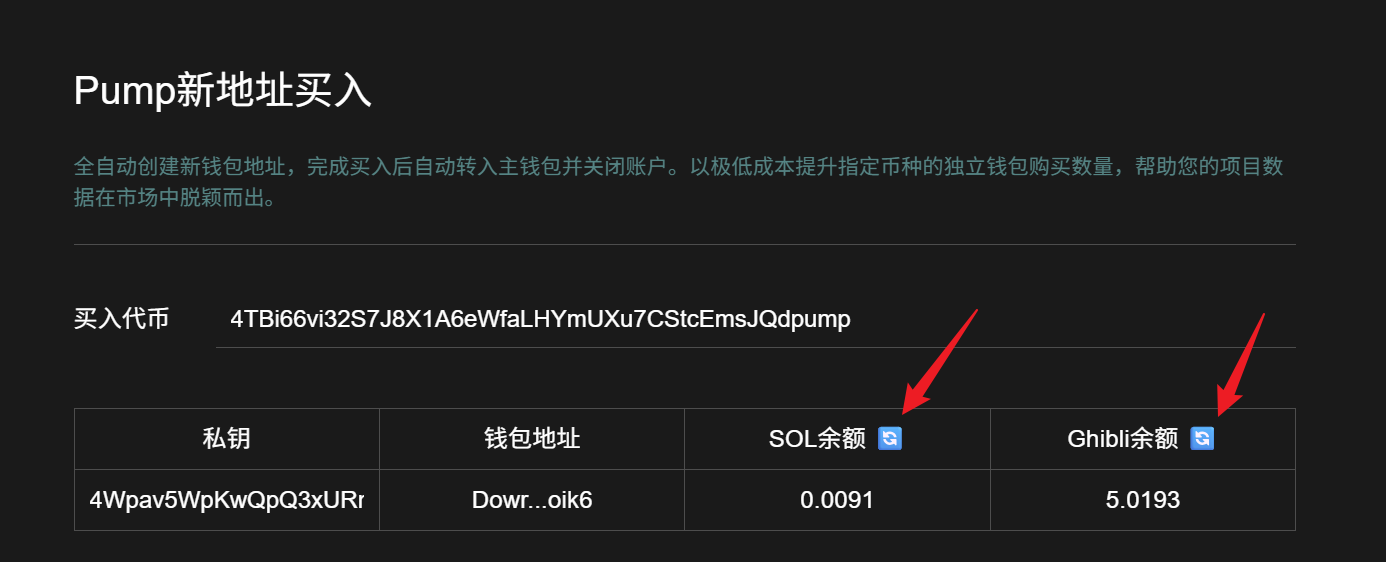 Pump新地址买入
全自动创建新钱包地址，完成买入后自动转入主钱包并关闭账户。以极低成本提升指定币种的独立钱包购买数量，帮助您的项目数
据在市场中脱颖而出。
买入代币 4TBi66vi32S7J8X1A6eWfaLHYmUXu7CStcEmsJQdpump
私钥 钱包地址 SOL余额 Ghibli余额
4Wpav5WpKwQpQ3xURr Dowr...oik6 0.0091 5.0193